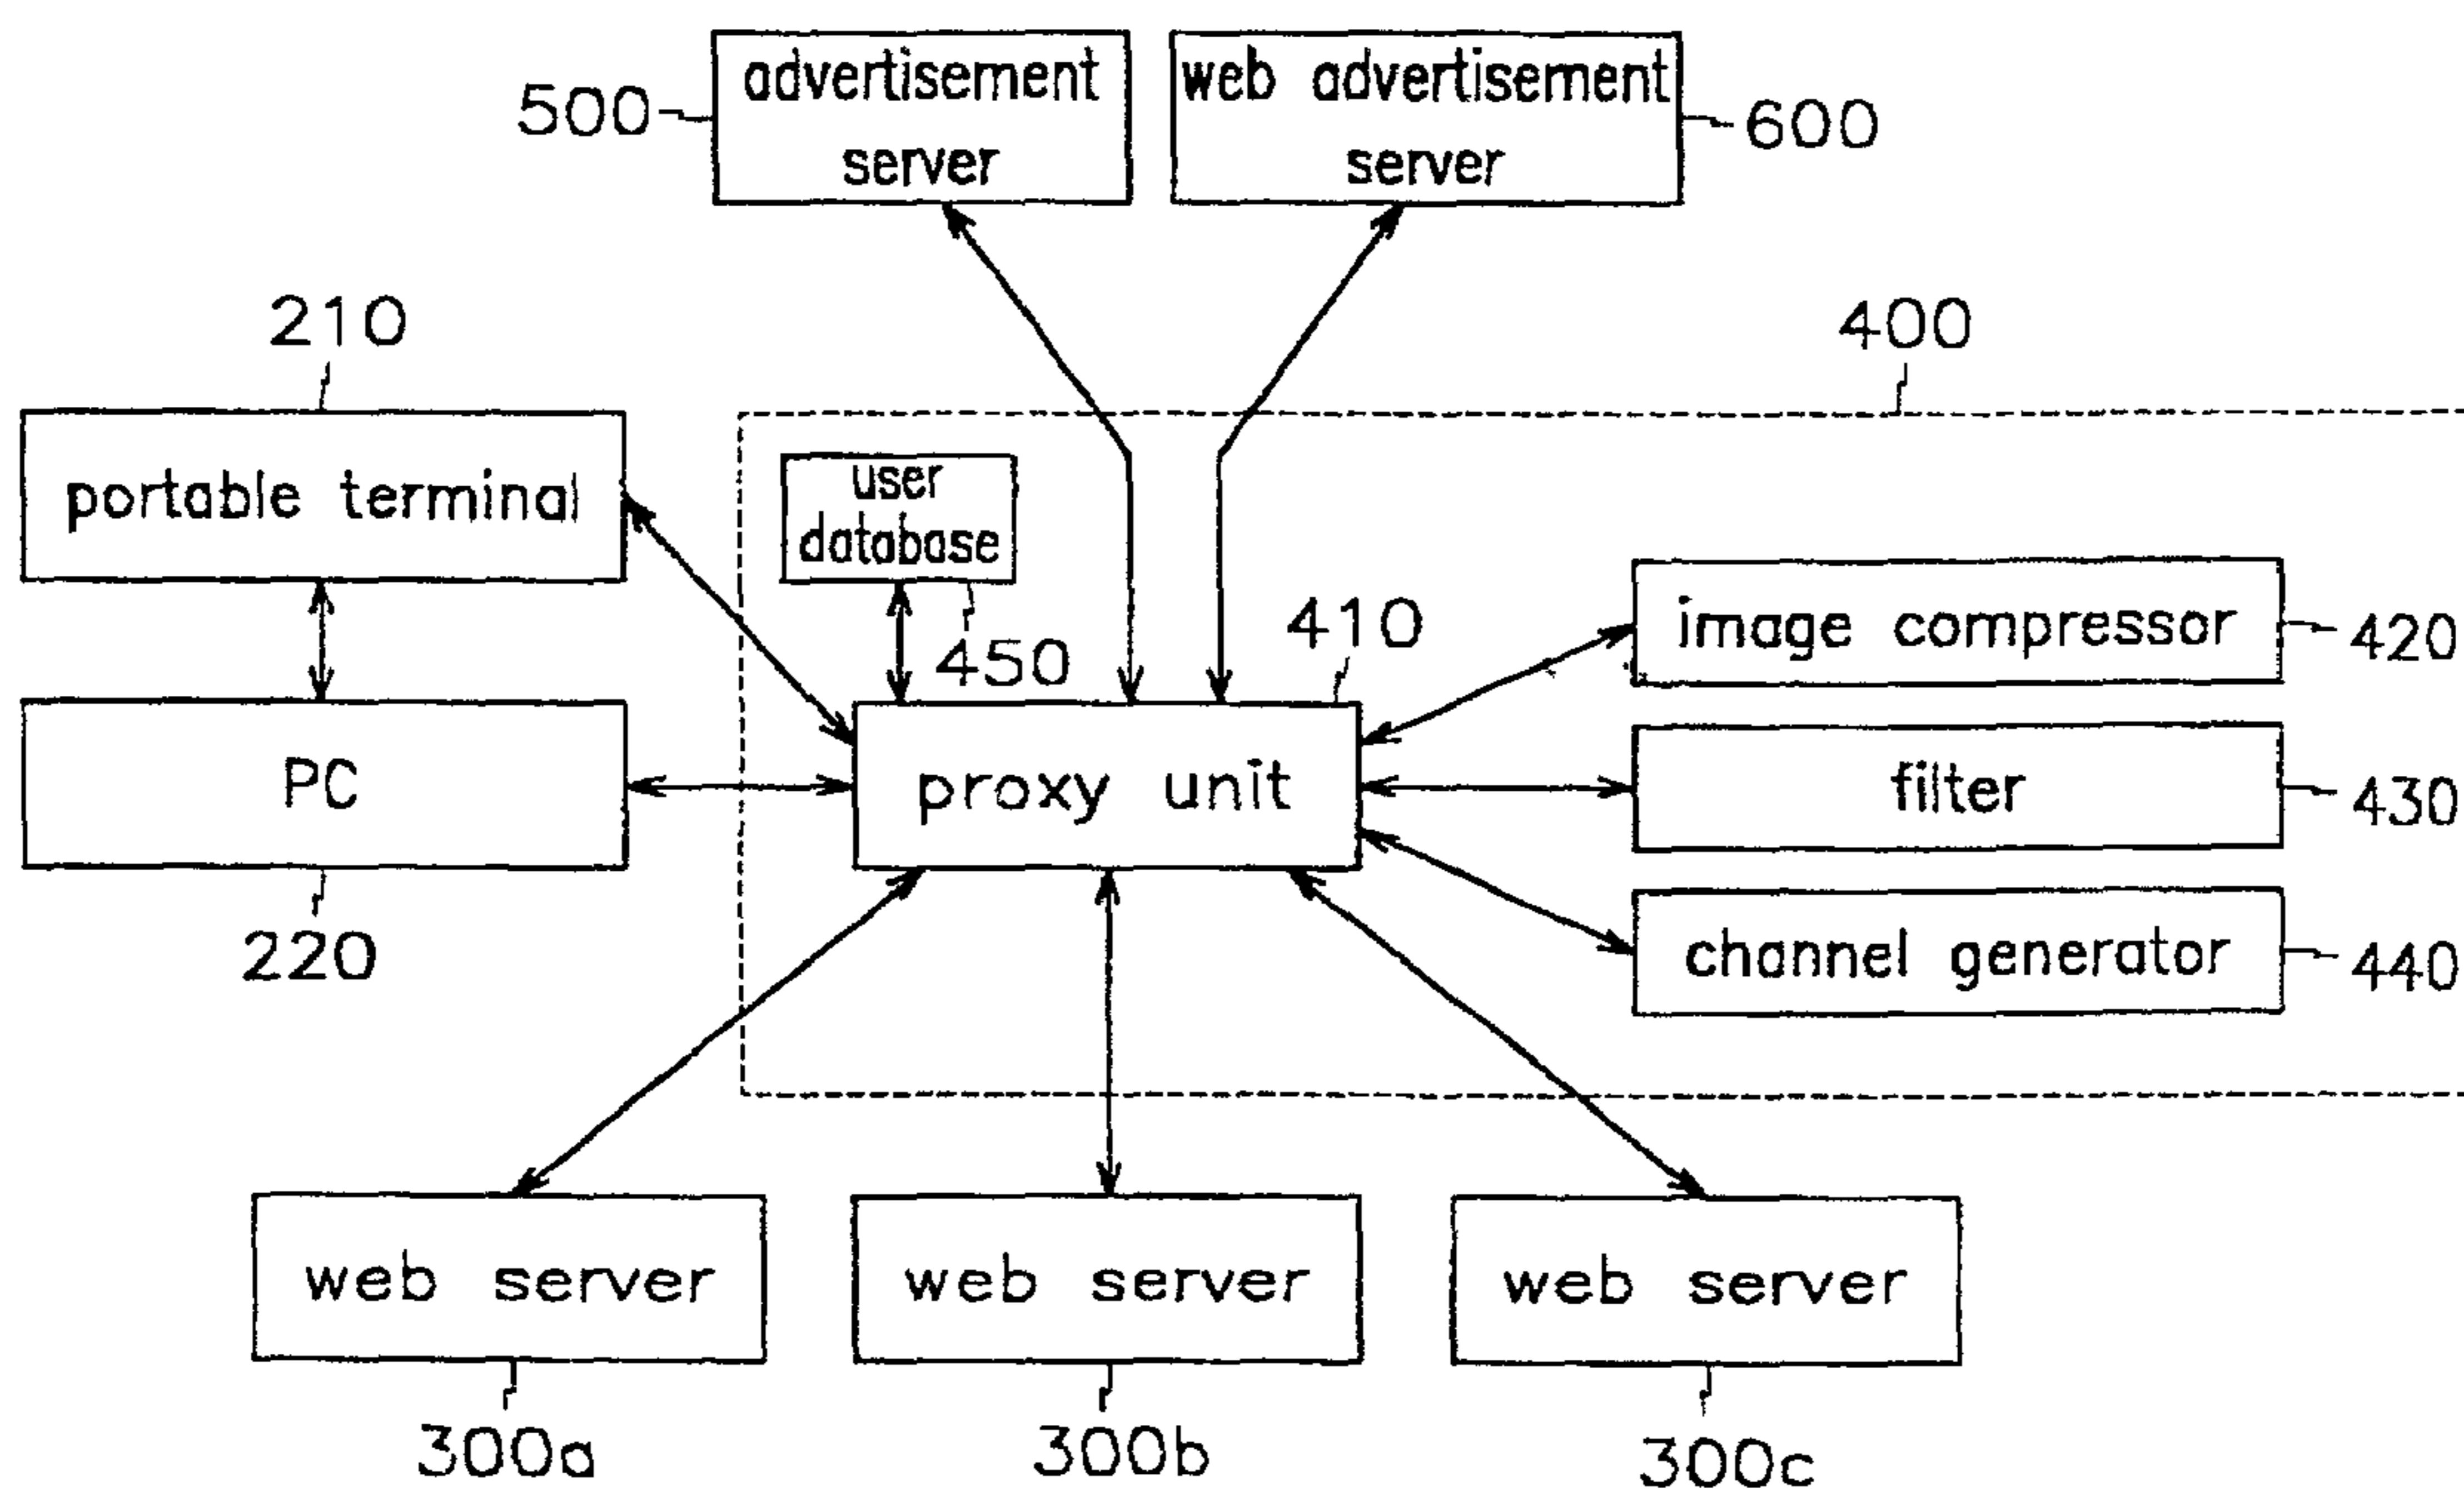 advertisement
server
500
web advertisement
server
600
210
400
portable terminal
user
database
450
410
image compressor
420
PC
220
proxy unit
filter
430
channel generator
440
web server
300a
web server
300b
web server
300c